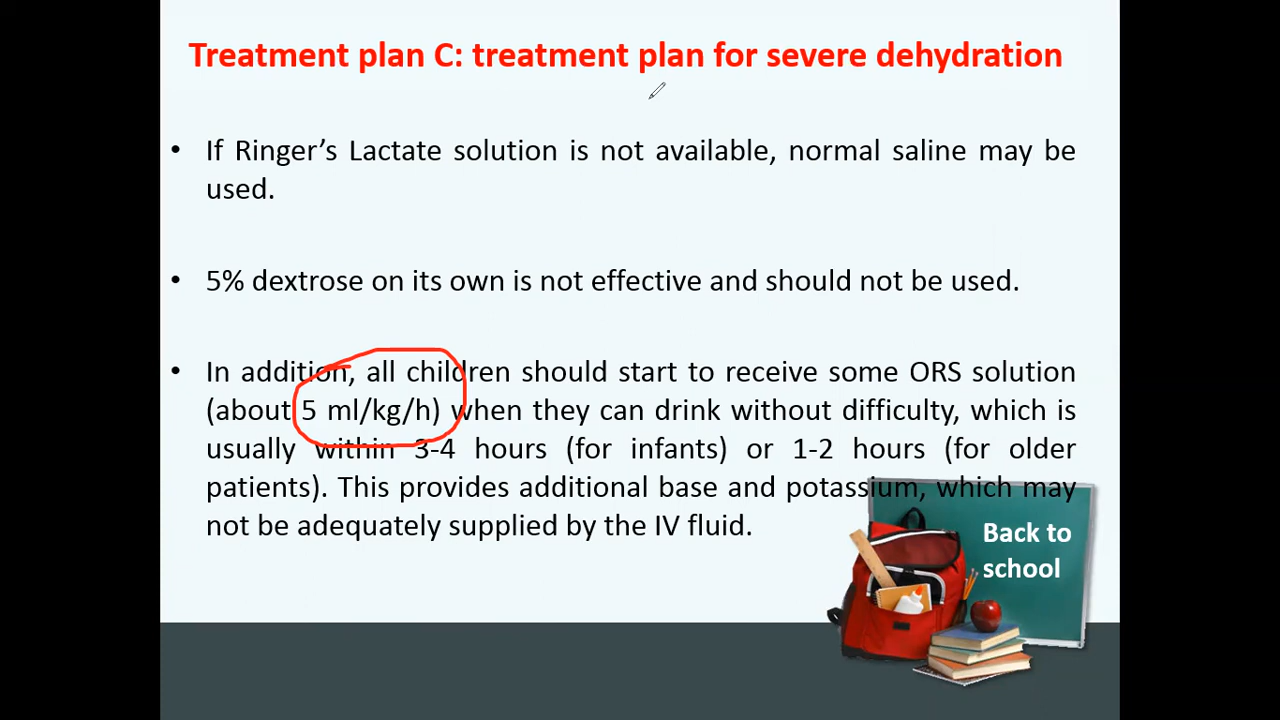 Treatment plan C: treatment plan for severe dehydration
• If Ringer’s Lactate solution is not available, normal saline may be
used.
• 5% dextrose on its own is not effective and should not be used.
• In addition, all children should start to receive some ORS solution
(about 5 ml/kg/h) when they can drink without difficulty, which is
usually within 3-4 hours (for infants) or 1-2 hours (for older
patients). This provides additional base and potassium, which may
not be adequately supplied by the IV fluid.
Back to
school